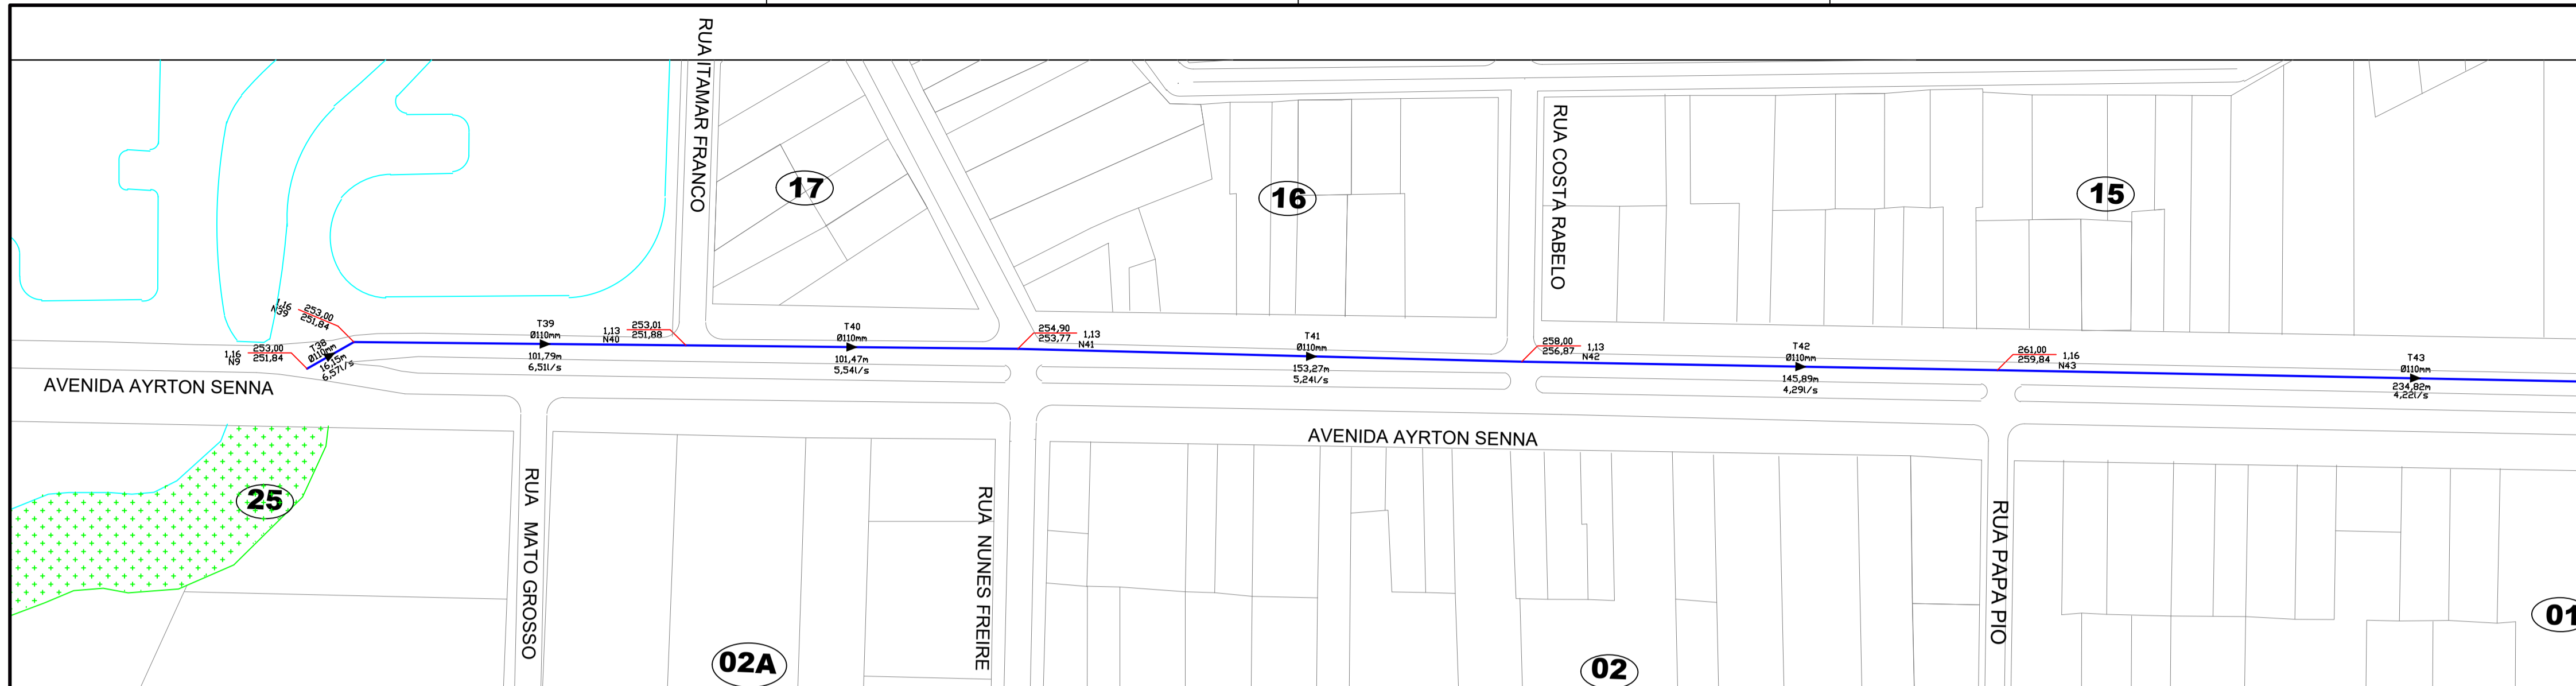 RUA ITAMAR FRANCO
17
16
RUA COSTA RABELO
15
1,16
N39
253,00
251,84
1,16
N9
253,00
251,84
T38
Ø110mm
16,15m
6,57l/s
T39
Ø110mm
101,79m
6,51l/s
1,13
N40
253,01
251,88
T40
Ø110mm
101,47m
5,54l/s
254,90
253,77
1,13
N41
T41
Ø110mm
153,27m
5,24l/s
258,00
256,87
1,13
N42
T42
Ø110mm
145,89m
4,29l/s
261,00
259,84
1,16
N43
T43
Ø110mm
234,82m
4,22l/s
AVENIDA AYRTON SENNA
AVENIDA AYRTON SENNA
25
RUA MATO GROSSO
RUA NUNES FREIRE
RUA PAPA PIO
02A
02
01